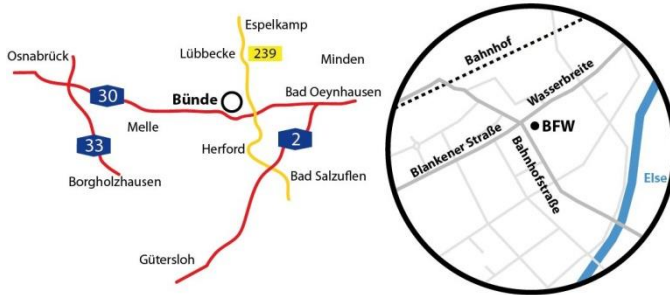 Espelkamp
Osnabrück
Lübbecke
239
Minden
30
Bünde
Bad Oeynhausen
Melle
33
Herford
2
Borgholzhausen
Bad Salzuflen
Gütersloh
Bahnhof
Wasserbreite
BFW
Blankener Straße
Bahnhofstraße
Else